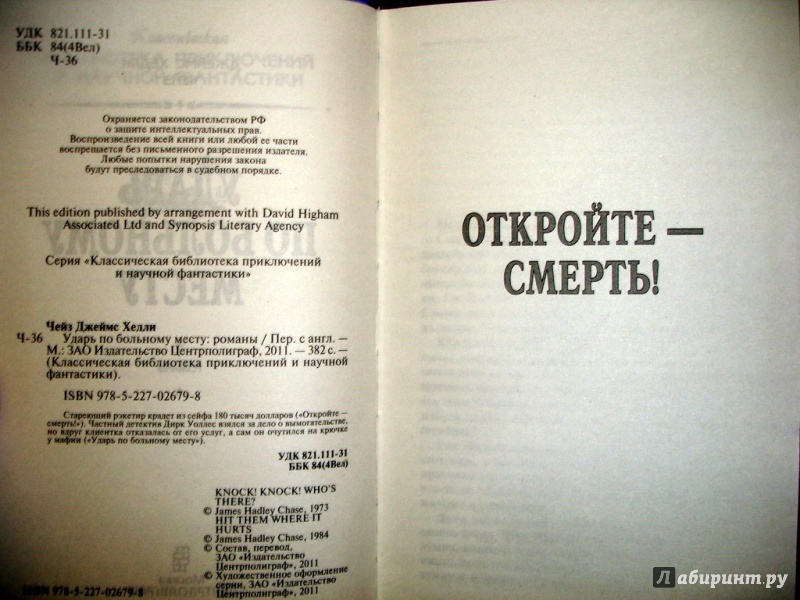 УДК 821.111-31
ББК 84(4Вел)
Ч-36
Охраняется законодательством РФ
о защите интеллектуальных прав.
Воспроизведение всей книги или любой ее части
воспрещается без письменного разрешения издателя.
Любые попытки нарушения закона
будут преследоваться в судебном порядке.
This edition published by arrangement with David Higham
Associated Ltd and Synopsis Literary Agency
Серия «Классическая библиотека приключений
и научной фантастики»
Чейз Джеймс Хедли
Ч-36 Ударь по больному месту: романы / Пер. с англ. —
М.: ЗАО Издательство Центрполиграф, 2011. — 382 с. —
(Классическая библиотека приключений и научной
фантастики).
ISBN 978-5-227-02679-8
Стареющий рэкетир крадет из сейфа 180 тысяч долларов («Откройте —
смерть!»). Частный детектив Дирк Уоллес взялся за дело о вымогательстве,
но вдруг клиентка отказалась от его услуг, а сам он очутился на крючке
у мафии («Ударь по больному месту»).
УДК 821.111-31
ББК 84(4Вел)
KNOCK! KNOCK! WHO'S
THERE?
© James Hadley Chase, 1973
HIT THEM WHERE IT
HURTS
© James Hadley Chase, 1984
© Состав, перевод,
ЗАО «Издательство
Центрполиграф», 2011
© Художественное оформление
серии, ЗАО «Издательство
Центрполиграф», 2011
ISBN 978-5-227-02679-8
ОТКРОЙТЕ —
СМЕРТЬ!
Лабиринт.ру